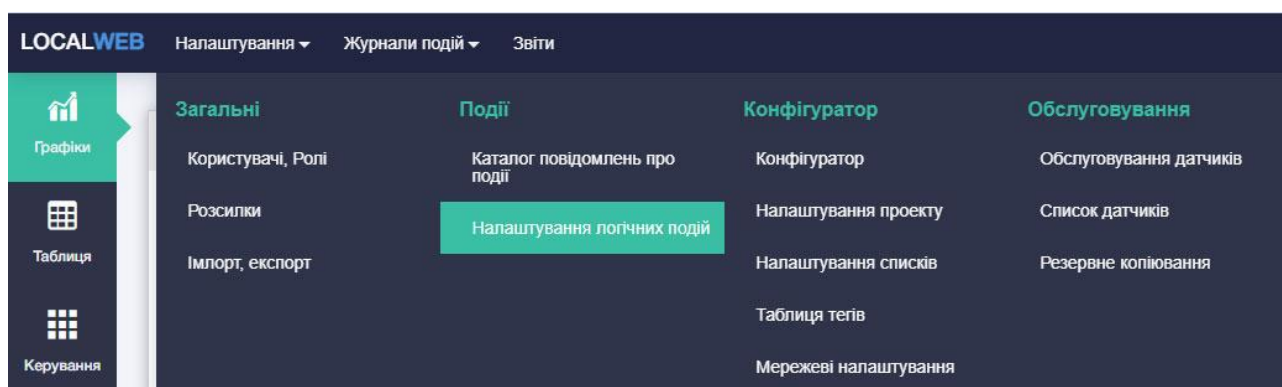 LOCALWEB Налаштування Журнали подій Звіти
Графіки
Таблиця
Керування
Загальні
Користувачі, Ролі
Розсилки
Імпорт, експорт
Події
Каталог повідомлень про
події
Налаштування логічних подій
Конфігуратор
Конфігуратор
Налаштування проекту
Налаштування списків
Таблиця тегів
Мережеві налаштування
Обслуговування
Обслуговування датчиків
Список датчиків
Резервне копіювання